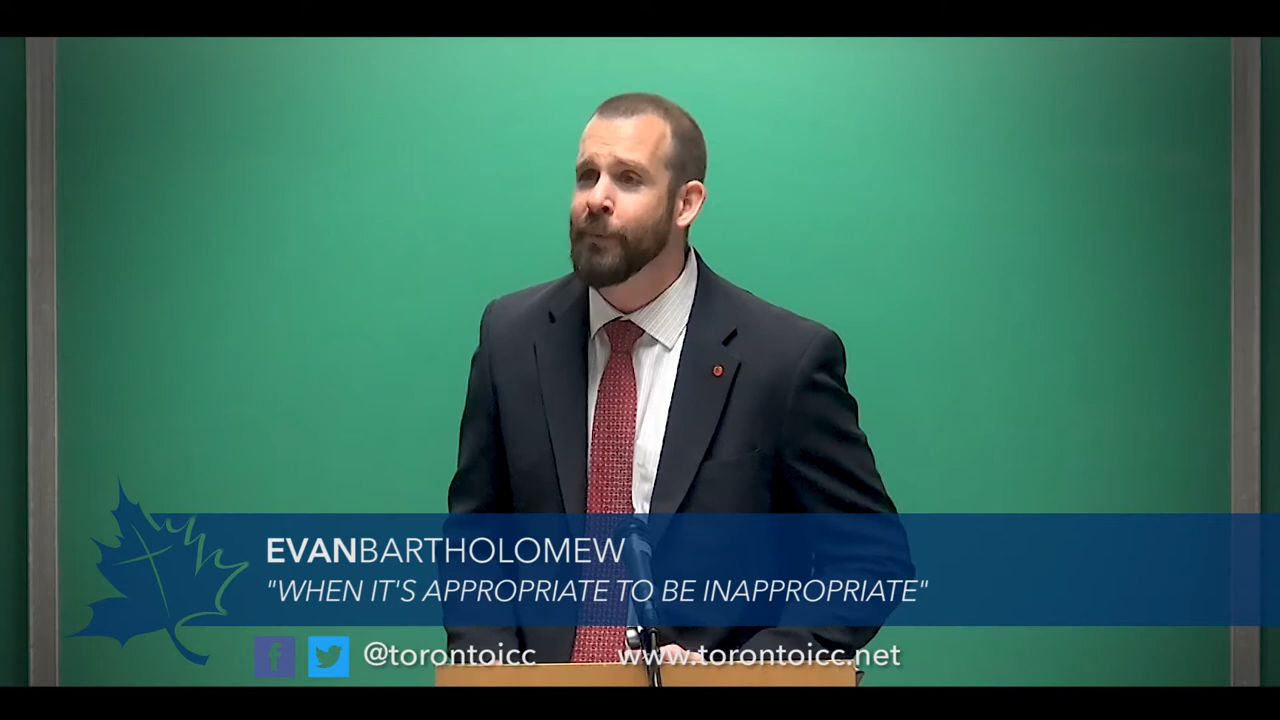 EVANBARTHOLOMEW
"WHEN IT'S APPROPRIATE TO BE INAPPROPRIATE"
@torontoicc www.torontoicc.net